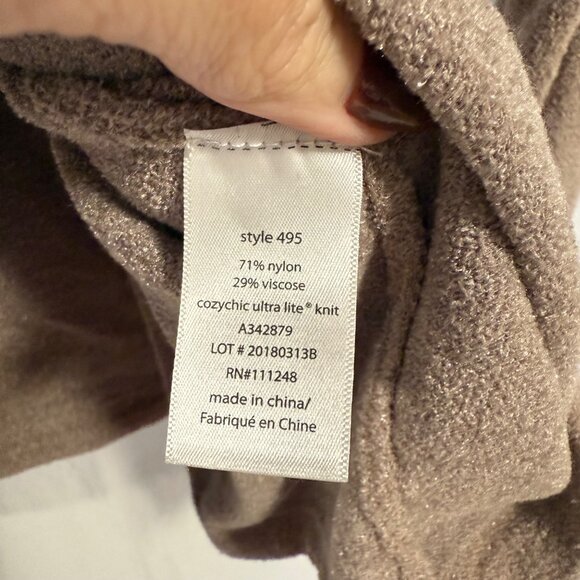 style 495
71% nylon
29% viscose
cozychic ultra lite® knit
A342879
LOT # 20180313B
RN#111248
made in china/
Fabriqué en Chine